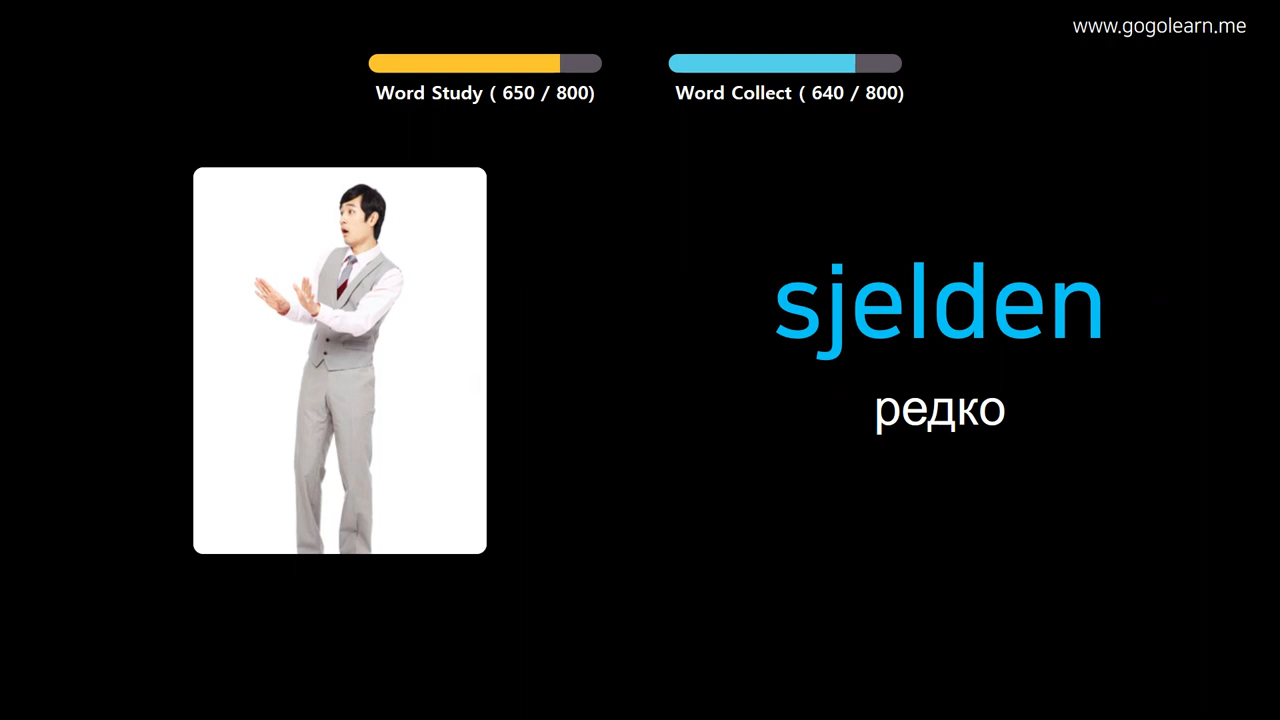 www.gogolearn.me
Word Study ( 650 / 800)
Word Collect ( 640 / 800)
sjelden
редко